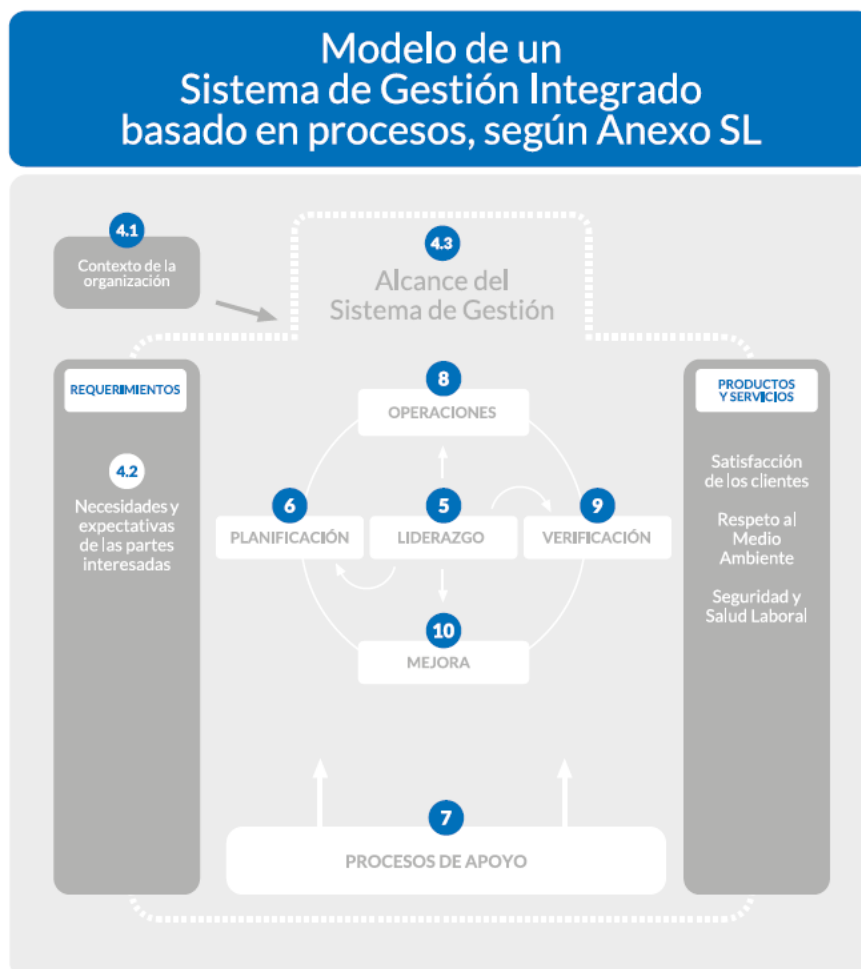 Modelo de un
Sistema de Gestión Integrado
basado en procesos, según Anexo SL
4.1
Contexto de la
organización
4.3
Alcance del
Sistema de Gestión
REQUERIMIENTOS
4.2
Necesidades y
expectativas
de las partes
interesadas
8
OPERACIONES
6
PLANIFICACIÓN
5
LIDERAZGO
9
VERIFICACIÓN
10
MEJORA
7
PROCESOS DE APOYO
PRODUCTOS
Y SERVICIOS
Satisfacción
de los clientes
Respeto al
Medio
Ambiente
Seguridad y
Salud Laboral